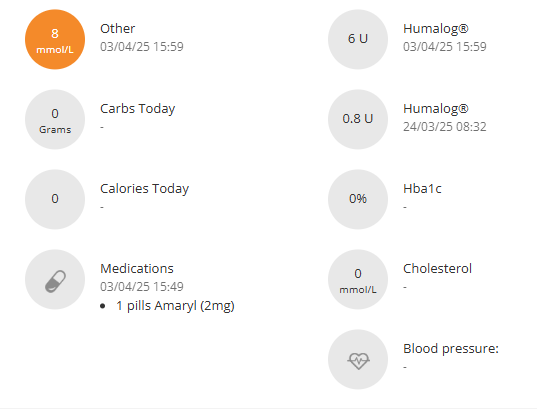 8
mmol/L
Other
03/04/25 15:59
0
Grams
Carbs Today
-
0
Calories Today
-
Medications
03/04/25 15:49
• 1 pills Amaryl (2mg)
6 U
Humalog®
03/04/25 15:59
0.8 U
Humalog®
24/03/25 08:32
0%
Hba1c
-
0
mmol/L
Cholesterol
-
Blood pressure:
-